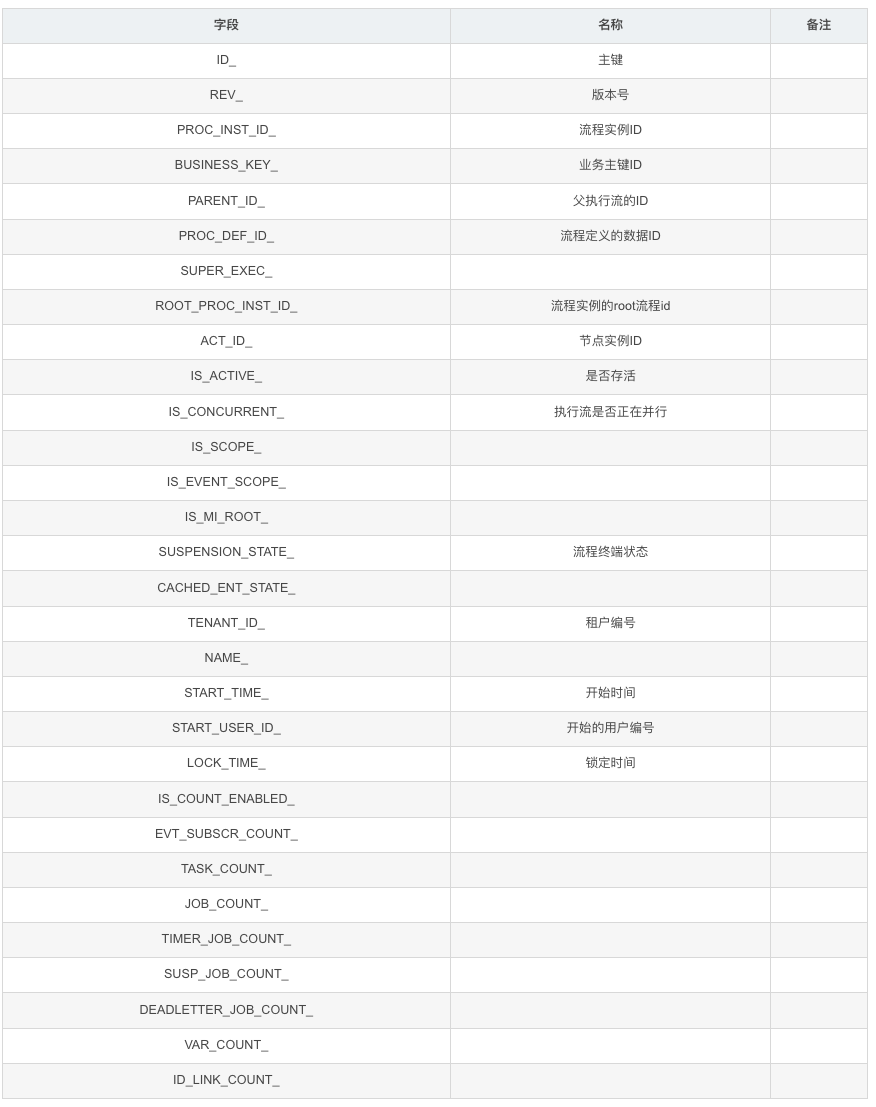 字段 名称 备注
ID_ 主键
REV_ 版本号
PROC_INST_ID_ 流程实例ID
BUSINESS_KEY_ 业务主键ID
PARENT_ID_ 父执行流的ID
PROC_DEF_ID_ 流程定义的数据ID
SUPER_EXEC_
ROOT_PROC_INST_ID_ 流程实例的root流程id
ACT_ID_ 节点实例ID
IS_ACTIVE_ 是否存活
IS_CONCURRENT_ 执行流是否正在并行
IS_SCOPE_
IS_EVENT_SCOPE_
IS_MI_ROOT_
SUSPENSION_STATE_ 流程终端状态
CACHED_ENT_STATE_
TENANT_ID_ 租户编号
NAME_
START_TIME_ 开始时间
START_USER_ID_ 开始的用户编号
LOCK_TIME_ 锁定时间
IS_COUNT_ENABLED_
EVT_SUBSCR_COUNT_
TASK_COUNT_
JOB_COUNT_
TIMER_JOB_COUNT_
SUSP_JOB_COUNT_
DEADLETTER_JOB_COUNT_
VAR_COUNT_
ID_LINK_COUNT_